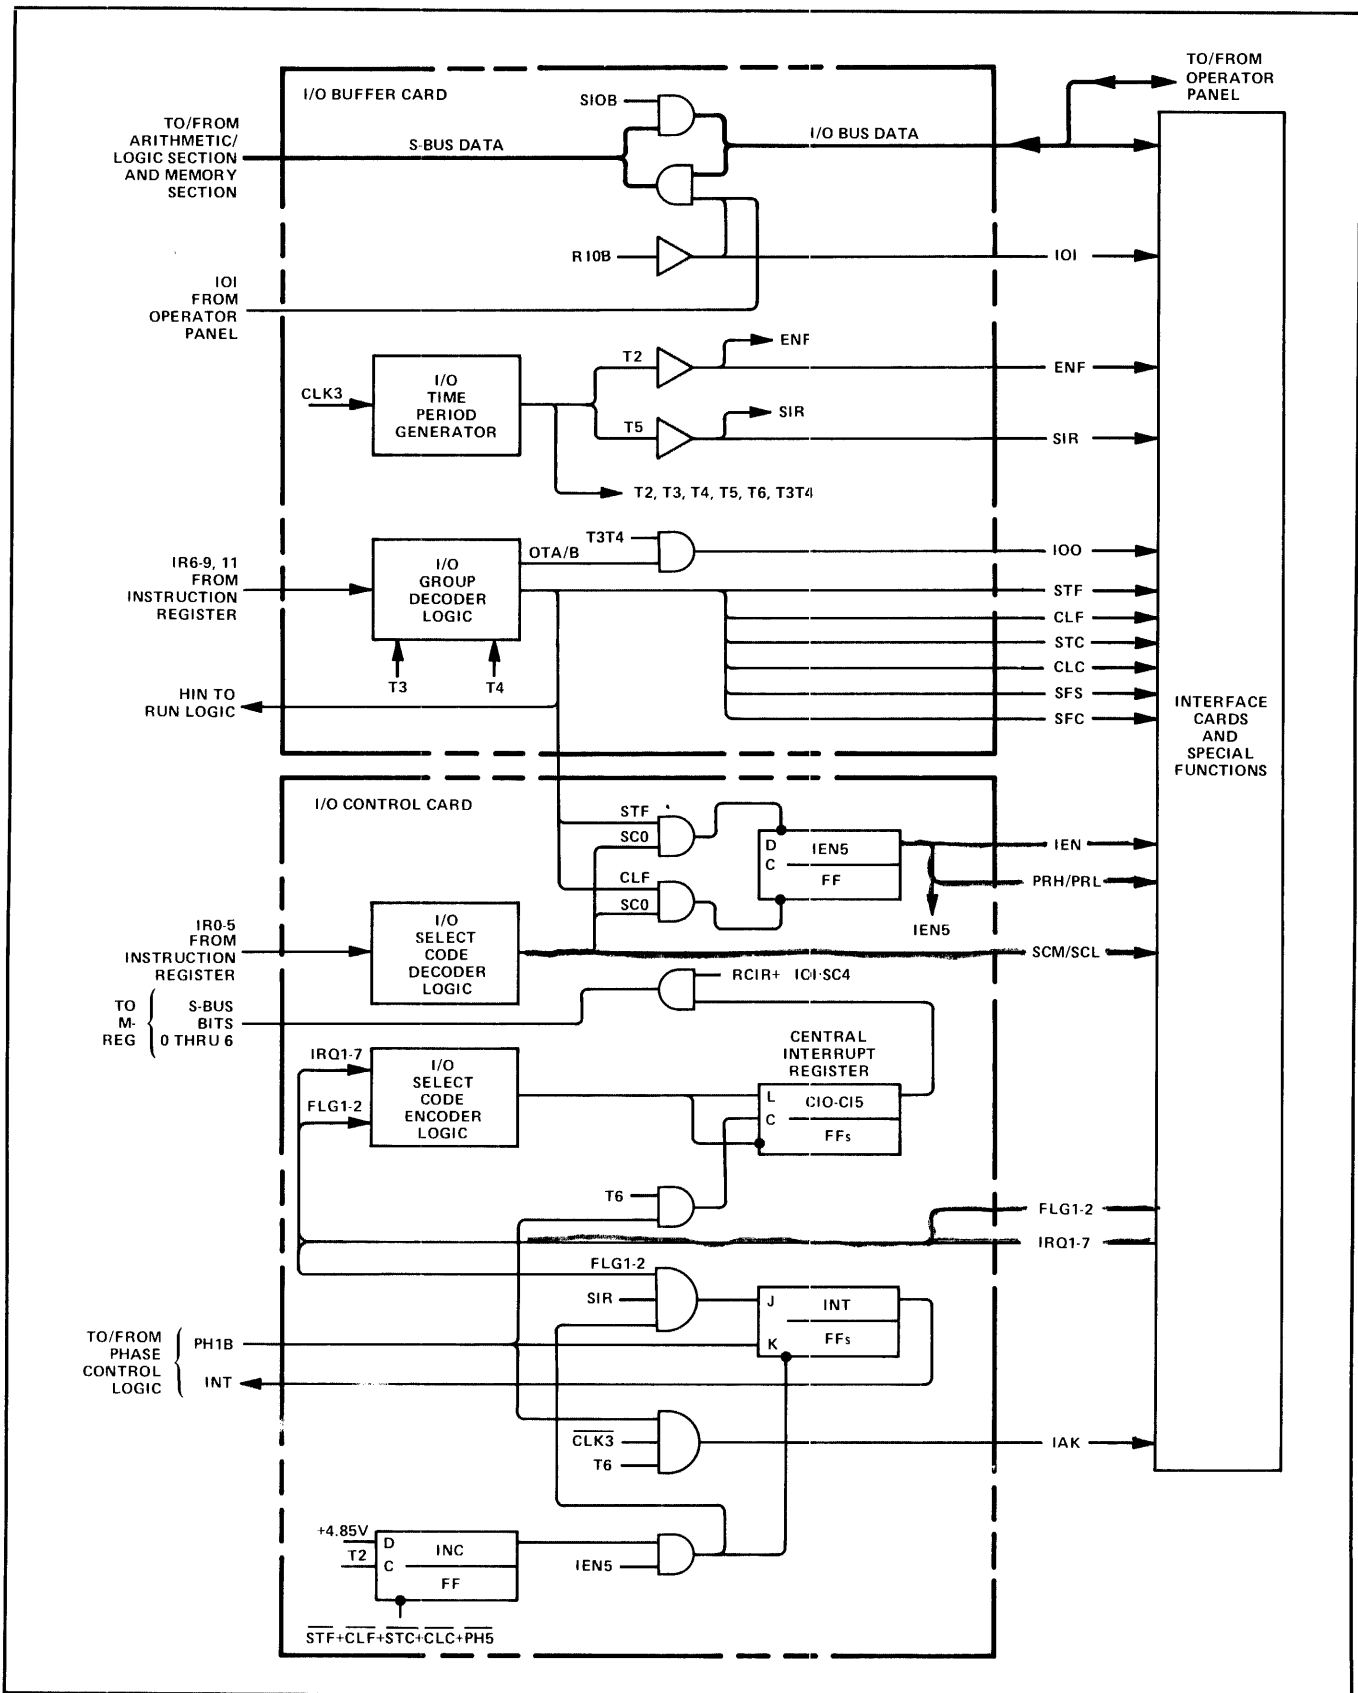 TO/FROM
OPERATOR
PANEL
I/O BUFFER CARD
SIOB
TO/FROM
ARITHMETIC/
LOGIC SECTION
AND MEMORY
SECTION
S-BUS DATA
I/O BUS DATA
R10B
IOI
IOI
FROM
OPERATOR
PANEL
ENF
T2
ENF
CLK3
I/O
TIME
PERIOD
GENERATOR
SIR
T5
SIR
T2, T3, T4, T5, T6, T3T4
T3T4
OTA/B
IOO
IR6-9, 11
FROM
INSTRUCTION
REGISTER
I/O
GROUP
DECODER
LOGIC
STF
CLF
STC
CLC
SFS
SFC
T3
T4
HIN TO
RUN LOGIC
INTERFACE
CARDS
AND
SPECIAL
FUNCTIONS
I/O CONTROL CARD
STF
SC0
CLF
SC0
D
C
IEN5
FF
IEN
PRH/PRL
IEN5
IR0-5
FROM
INSTRUCTION
REGISTER
I/O
SELECT
CODE
DECODER
LOGIC
SCM/SCL
RCIR+ IOI·SC4
TO
M-
REG
S-BUS
BITS
0 THRU 6
CENTRAL
INTERRUPT
REGISTER
IRQ1-7
FLG1-2
I/O
SELECT
CODE
ENCODER
LOGIC
L
C
CI0-CI5
FFs
T6
FLG1-2
IRQ1-7
FLG1-2
SIR
J
K
INT
FFs
TO/FROM
PHASE
CONTROL
LOGIC
PH1B
INT
CLK3
T6
IAK
+4.85V
T2
D
C
INC
FF
IEN5
STF+CLF+STC+CLC+PH5